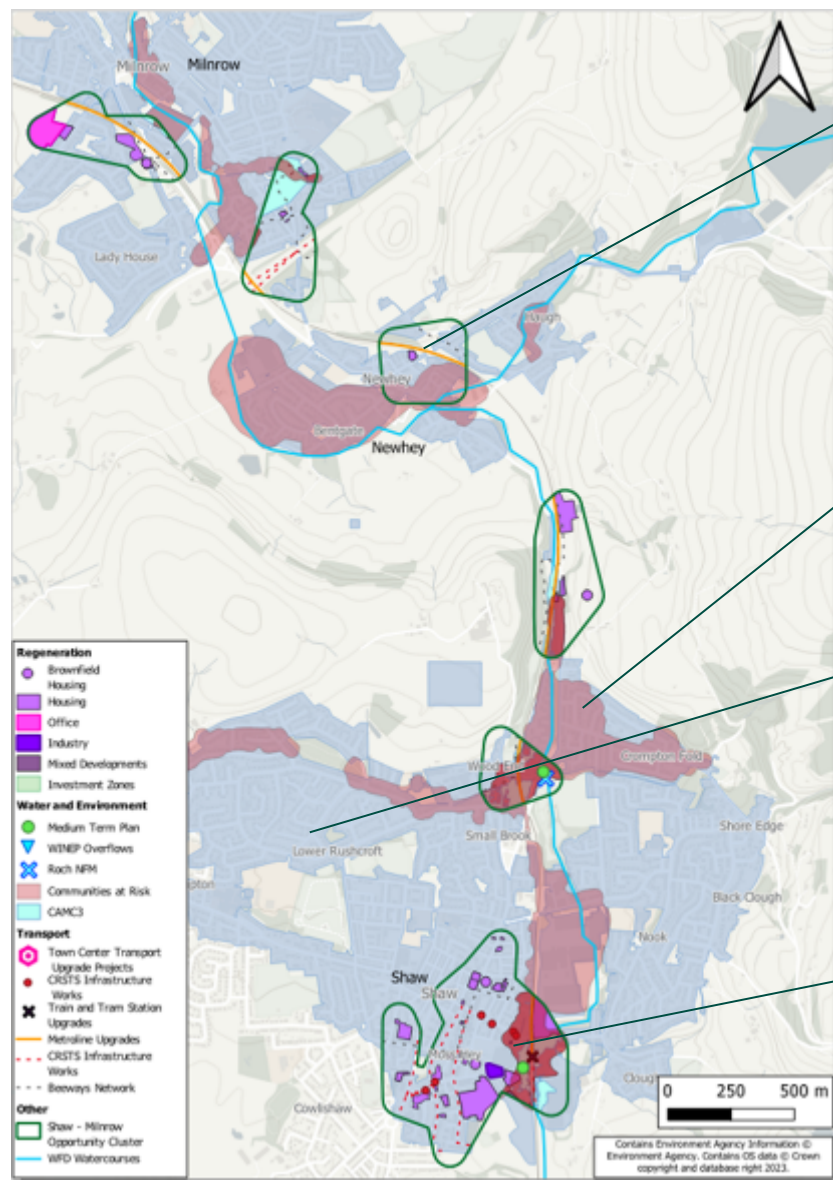 Milnrow
Milnrow
Lady House
Haugh
Newhey
Gentgate
Newhey
Regeneration
Brownfield
Housing
Housing
Office
Industry
Mixed Developments
Investment Zones
Water and Environment
Medium Term Plan
WINEP Overflows
Roch NFM
Communities at Risk
CAMC3
Transport
Town Center Transport
Upgrade Projects
CRSTS Infrastructure
Works
Train and Tram Station
Upgrades
Metroline Upgrades
CRSTS Infrastructure
Works
Beeways Network
Other
Shaw - Milnrow
Opportunity Cluster
WFD Watercourses
Crompton Fold
Wood End
Small Brook
Shore Edge
Lower Rushcroft
pton
Black Clough
Nook
Shaw
Shaw
Cloug
Cowlishaw
0 250 500 m
Contains Environment Agency Information ©
Environment Agency. Contains OS data © Crown
copyright and database right 2023.